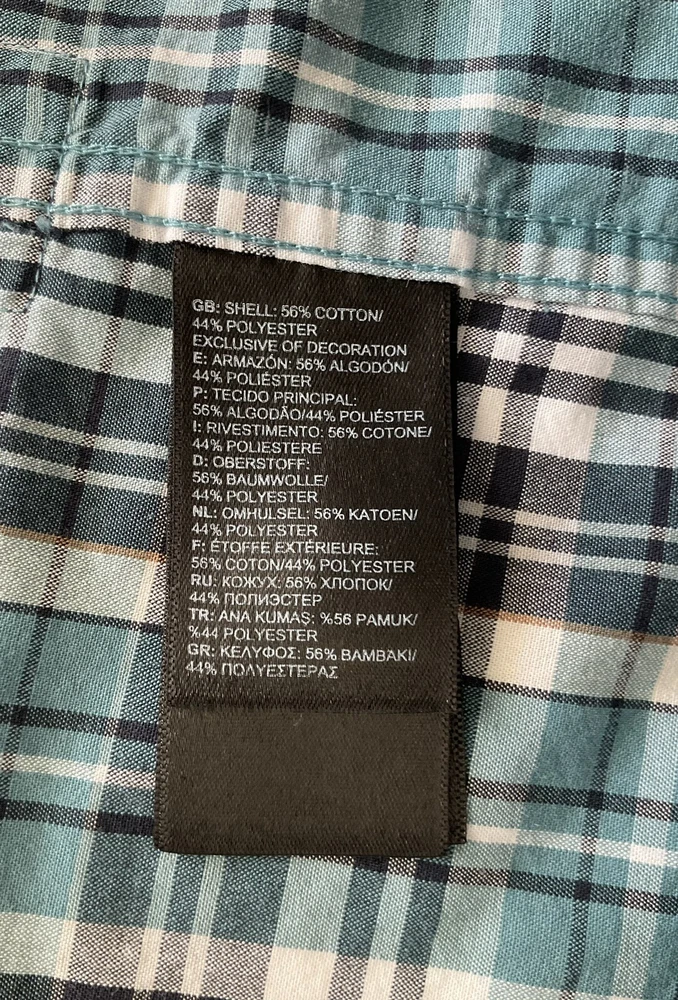 GB: SHELL: 56% COTTON/
44% POLYESTER
EXCLUSIVE OF DECORATION
E: ARMAZÓN: 56% ALGODÓN/
44% POLIÉSTER
P: TECIDO PRINCIPAL:
56% ALGODÃO/44% POLIÉSTER
I: RIVESTIMENTO: 56% COTONE/
44% POLIESTERE
D: OBERSTOFF:
56% BAUMWOLLE/
44% POLYESTER
NL: OMHULSEL: 56% KATOEN/
44% POLYESTER
F: ÉTOFFE EXTÉRIEURE:
56% COTON/44% POLYESTER
RU: КОЖУХ: 56% ХЛОПОК/
44% ПОЛИЭСТЕР
TR: ANA KUMAŞ: %56 PAMUK/
%44 POLYESTER
GR: ΚΕΛΥΦΟΣ: 56% ΒΑΜΒΆΚΙ/
44% ΠΟΛΥΕΣΤΕΡΑΣ